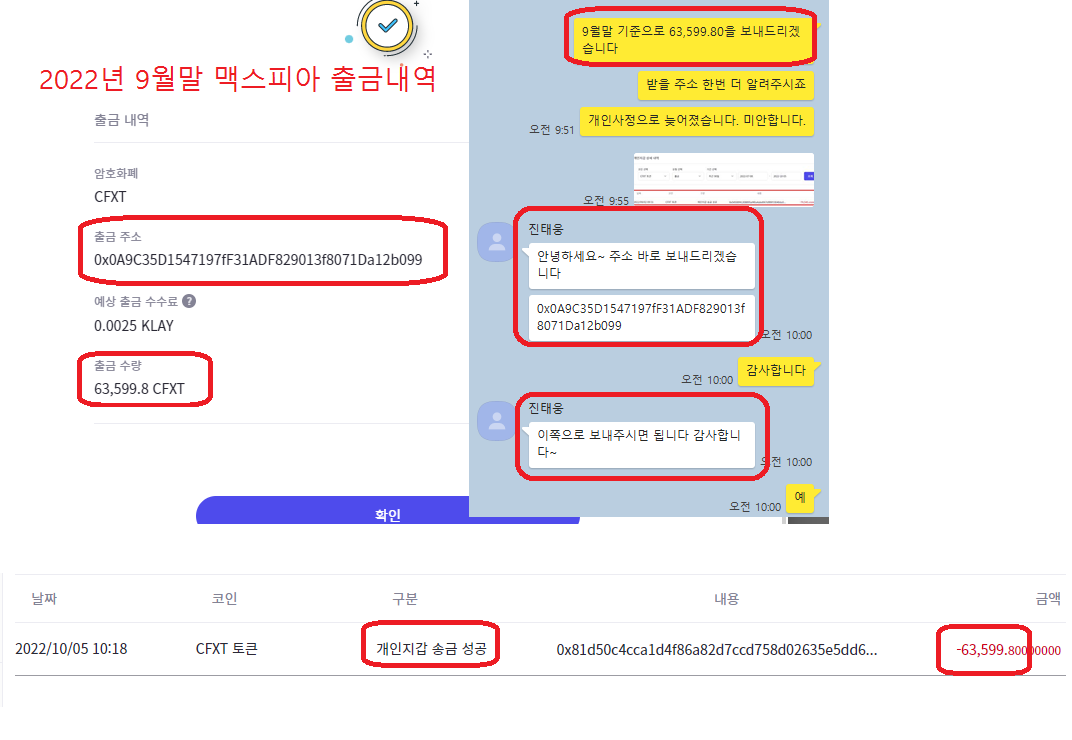 2022년 9월말 맥스피아 출금내역
출금 내역
암호화폐
CFXT
출금 주소
0x0A9C35D1547197fF31ADF829013f8071Da12b099
예상 출금 수수료 ?
0.0025 KLAY
출금 수량
63,599.8 CFXT
확인
9월말 기준으로 63,599.80을 보내드리겠
습니다
받을 주소 한번 더 알려주시죠
개인사정으로 늦어졌습니다. 미안합니다.
오전 9:51
오전 9:55
진태웅
안녕하세요~ 주소 바로 보내드리겠습
니다
0x0A9C35D1547197fF31ADF829013f
8071Da12b099
오전 10:00
감사합니다
오전 10:00
진태웅
이쪽으로 보내주시면 됩니다 감사합니
다~
오전 10:00
예
오전 10:00
날짜 코인 구분 내용 금액
2022/10/05 10:18 CFXT 토큰 개인지갑 송금 성공 0x81d50c4cca1d4f86a82d7ccd758d02635e5dd6... -63,599.80000000